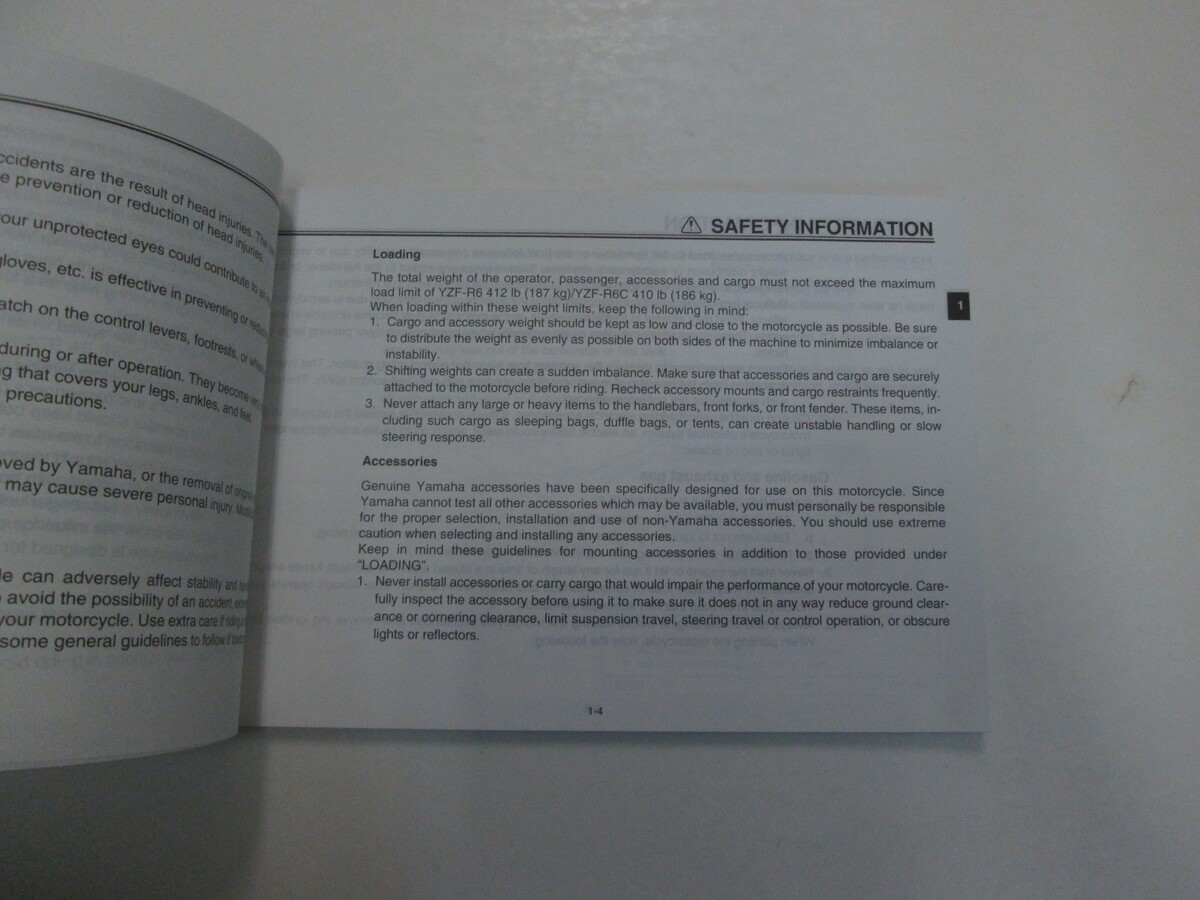 ccidents are the result of head injuries. The
e prevention or reduction of head injuries.
our unprotected eyes could contribute to an
gloves, etc. is effective in preventing or
atch on the control levers, footrests, or
during or after operation. They become
g that covers your legs, ankles, and feet.
precautions.
oved by Yamaha, or the removal of
may cause severe personal injury.
le can adversely affect stability and
avoid the possibility of an accident,
your motorcycle. Use extra care if
some general guidelines to follow if
⚠ SAFETY INFORMATION
1
Loading
The total weight of the operator, passenger, accessories and cargo must not exceed the maximum
load limit of YZF-R6 412 lb (187 kg)/YZF-R6C 410 lb (186 kg).
When loading within these weight limits, keep the following in mind:
1. Cargo and accessory weight should be kept as low and close to the motorcycle as possible. Be sure
to distribute the weight as evenly as possible on both sides of the machine to minimize imbalance or
instability.
2. Shifting weights can create a sudden imbalance. Make sure that accessories and cargo are securely
attached to the motorcycle before riding. Recheck accessory mounts and cargo restraints frequently.
3. Never attach any large or heavy items to the handlebars, front forks, or front fender. These items, in-
cluding such cargo as sleeping bags, duffle bags, or tents, can create unstable handling or slow
steering response.
Accessories
Genuine Yamaha accessories have been specifically designed for use on this motorcycle. Since
Yamaha cannot test all other accessories which may be available, you must personally be responsible
for the proper selection, installation and use of non-Yamaha accessories. You should use extreme
caution when selecting and installing any accessories.
Keep in mind these guidelines for mounting accessories in addition to those provided under
“LOADING”.
1. Never install accessories or carry cargo that would impair the performance of your motorcycle. Care-
fully inspect the accessory before using it to make sure it does not in any way reduce ground clear-
ance or cornering clearance, limit suspension travel, steering travel or control operation, or obscure
lights or reflectors.
1-4